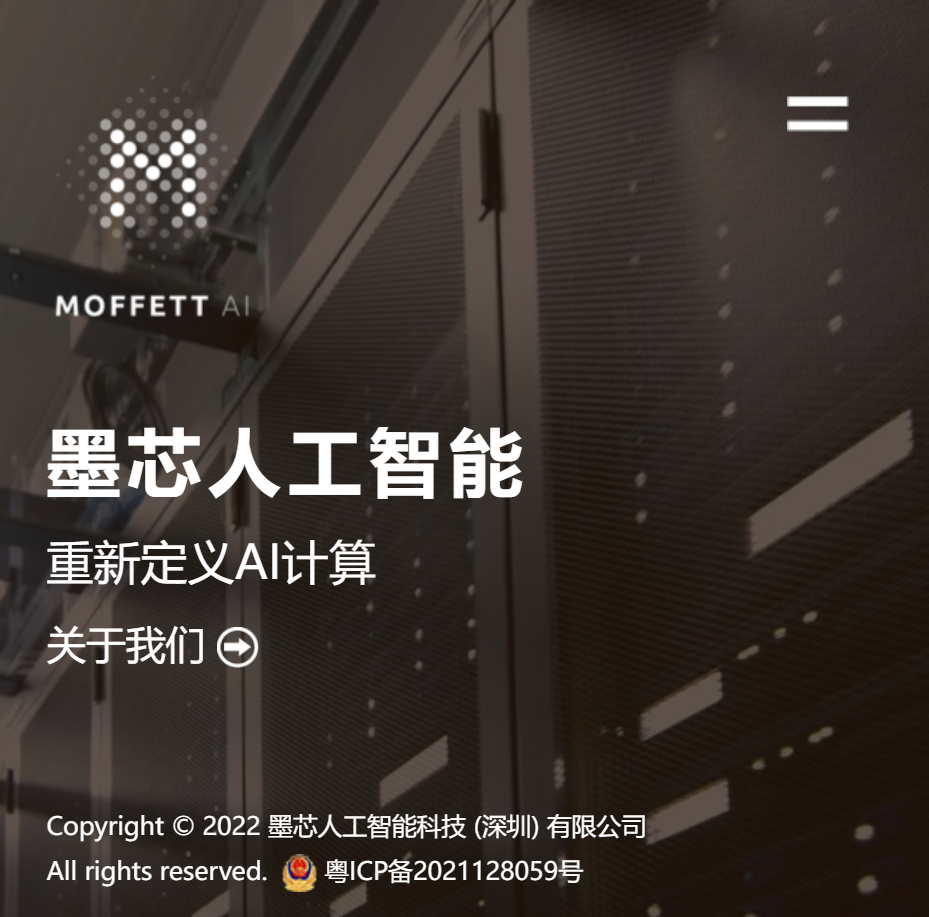 MOFFETT AI
墨芯人工智能
重新定义AI计算
关于我们
Copyright © 2022 墨芯人工智能科技 (深圳) 有限公司
All rights reserved. 粤ICP备2021128059号